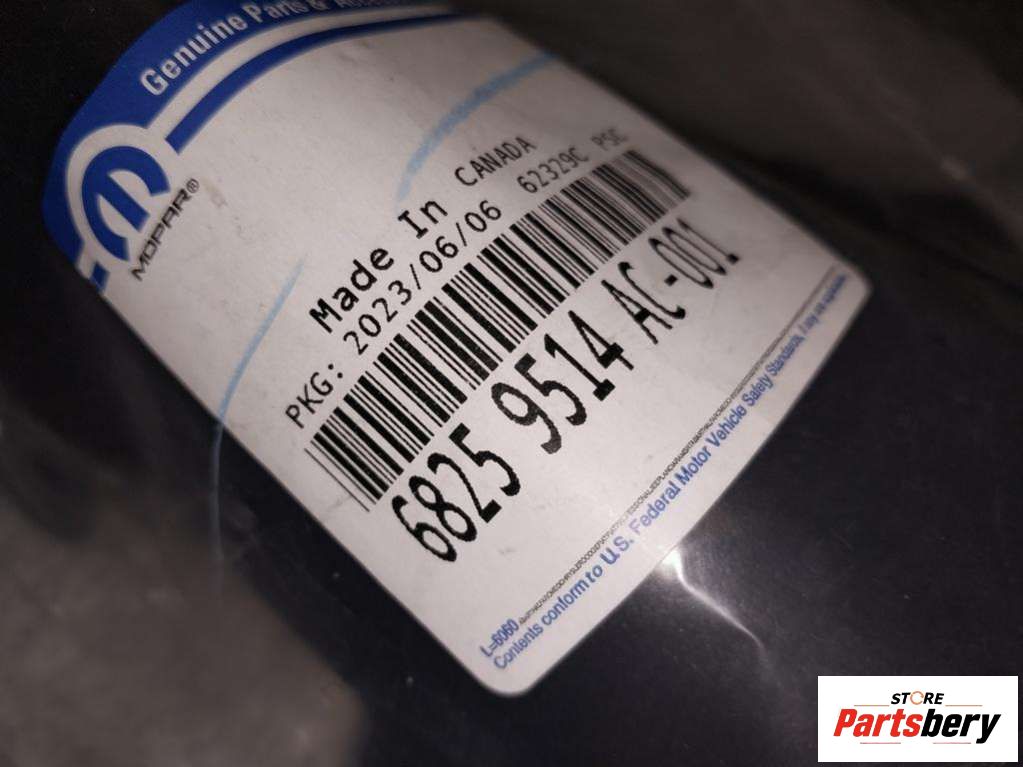 Genuine Parts &
MOPAR®
Made In CANADA
PKG: 2023/06/06 62329C PSC
6825 9514 AC-001
L=6060
Contents conform to U.S. Federal Motor Vehicle Safety Standards, if any are applicable.
STORE
Partsbery